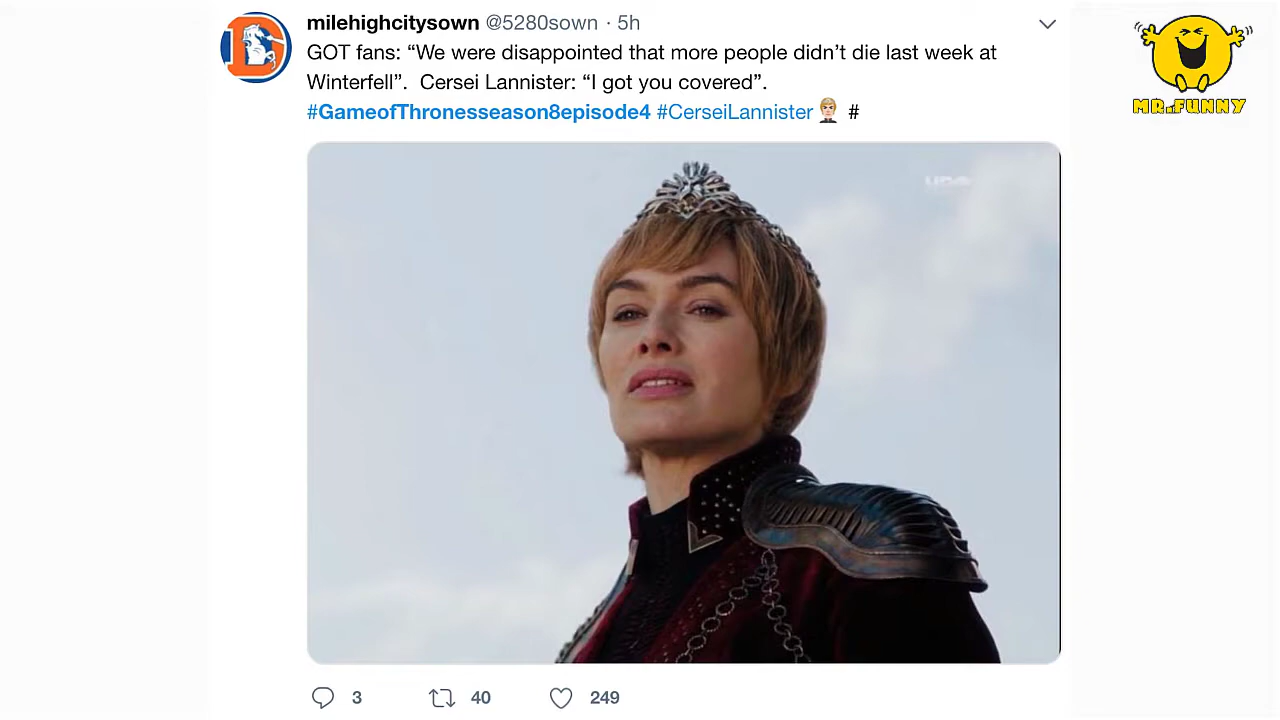 milehighcitysown @5280sown · 5h
GOT fans: “We were disappointed that more people didn’t die last week at
Winterfell”.  Cersei Lannister: “I got you covered”.
#GameofThronesseason8episode4 #CerseiLannister #
MR.FUNNY
HBO
3 40 249